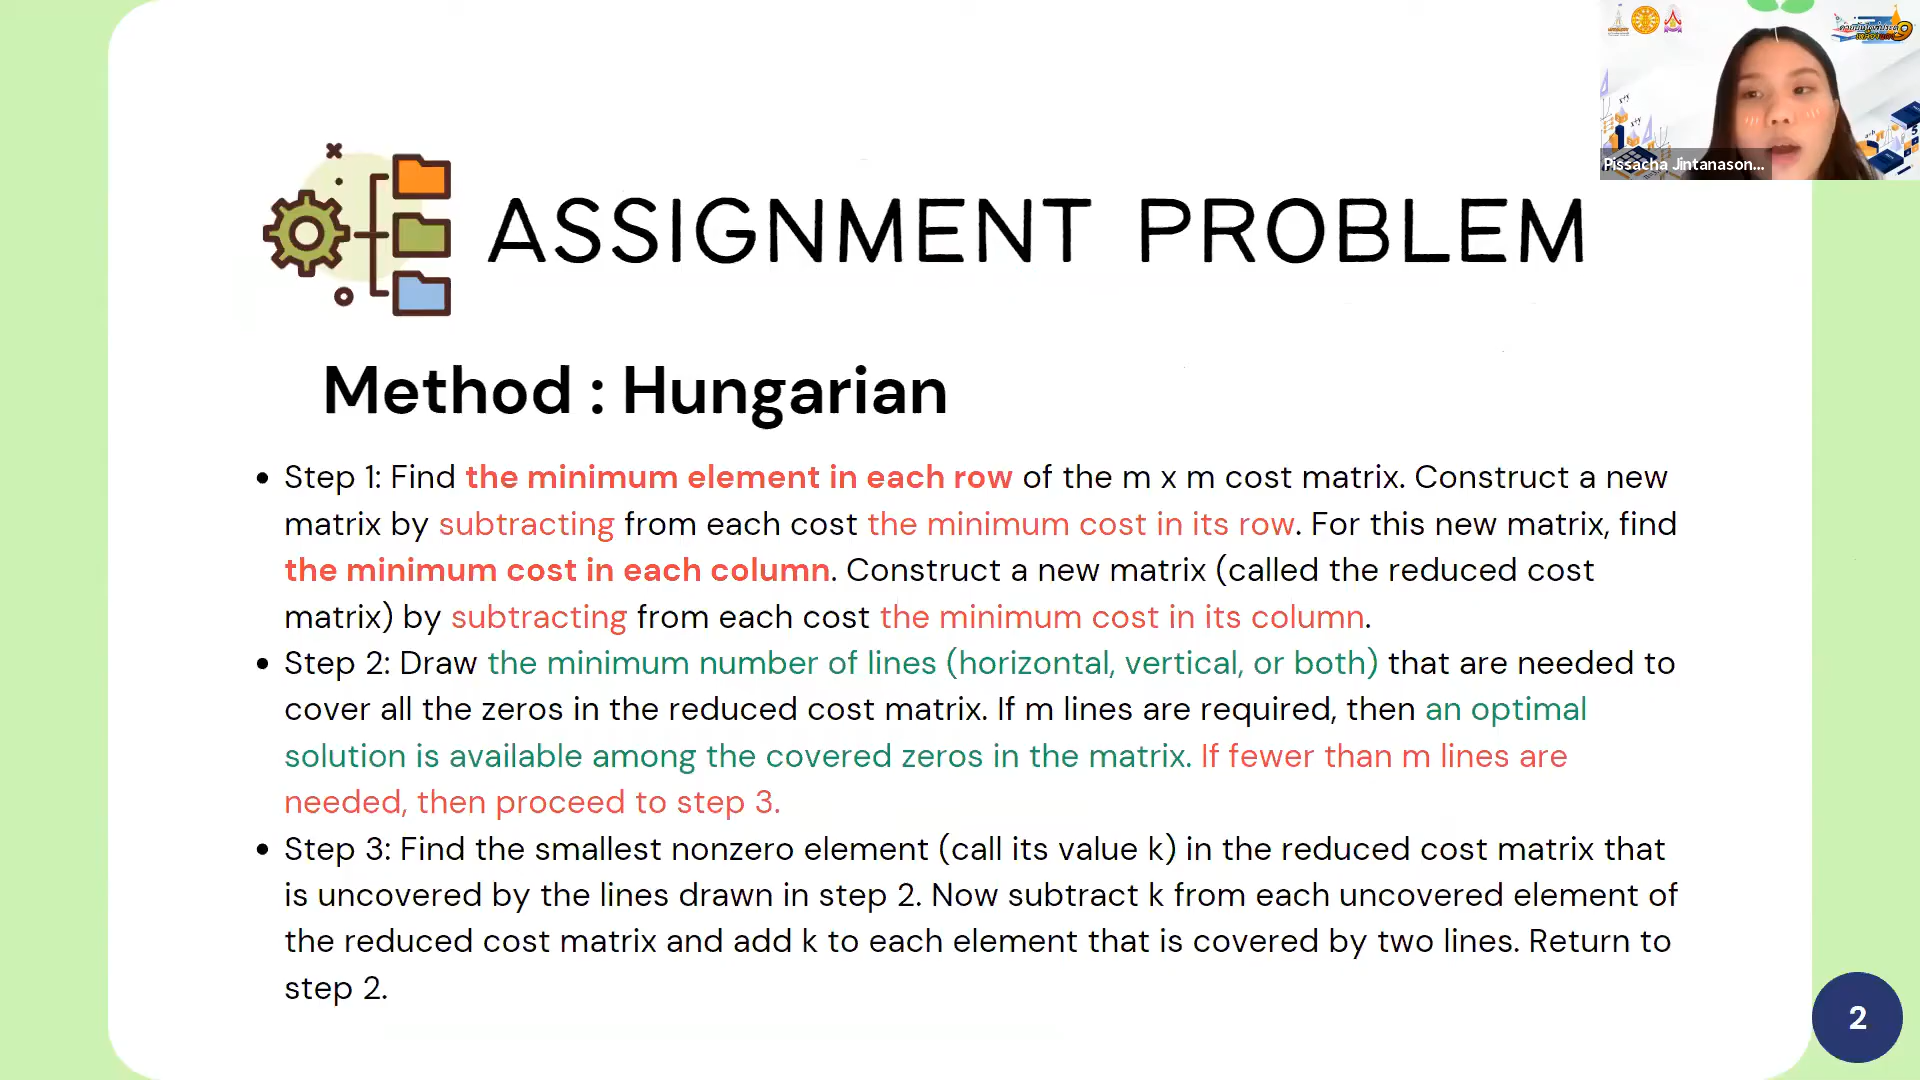 ASSIGNMENT PROBLEM
Pissacha Jintanason...
Method : Hungarian
• Step 1: Find the minimum element in each row of the m x m cost matrix. Construct a new
matrix by subtracting from each cost the minimum cost in its row. For this new matrix, find
the minimum cost in each column. Construct a new matrix (called the reduced cost
matrix) by subtracting from each cost the minimum cost in its column.
• Step 2: Draw the minimum number of lines (horizontal, vertical, or both) that are needed to
cover all the zeros in the reduced cost matrix. If m lines are required, then an optimal
solution is available among the covered zeros in the matrix. If fewer than m lines are
needed, then proceed to step 3.
• Step 3: Find the smallest nonzero element (call its value k) in the reduced cost matrix that
is uncovered by the lines drawn in step 2. Now subtract k from each uncovered element of
the reduced cost matrix and add k to each element that is covered by two lines. Return to
step 2.
2